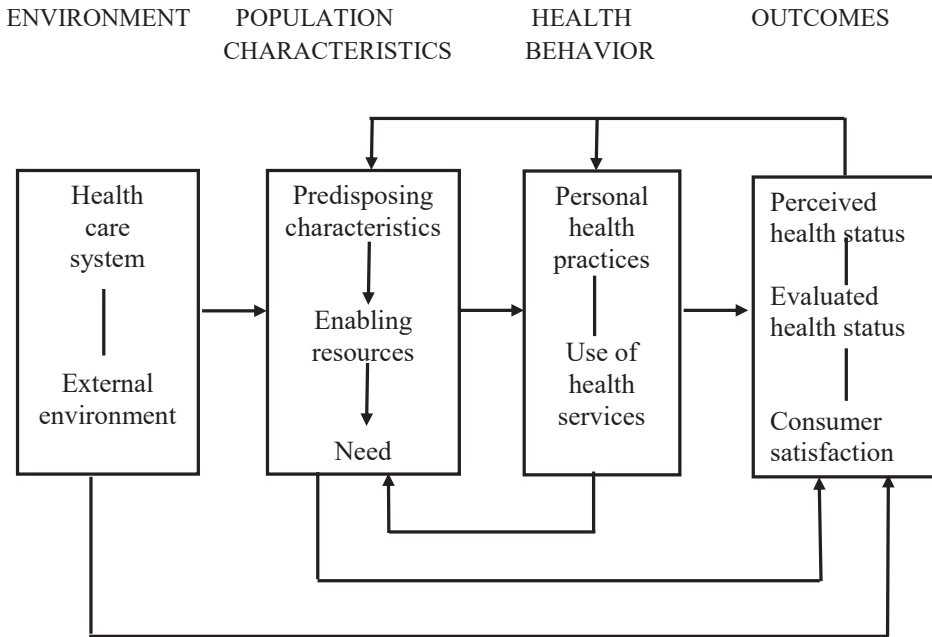 ENVIRONMENT
POPULATION
CHARACTERISTICS
HEALTH
BEHAVIOR
OUTCOMES
Health
care
system
External
environment
Predisposing
characteristics
Enabling
resources
Need
Personal
health
practices
Use of
health
services
Perceived
health status
Evaluated
health status
Consumer
satisfaction